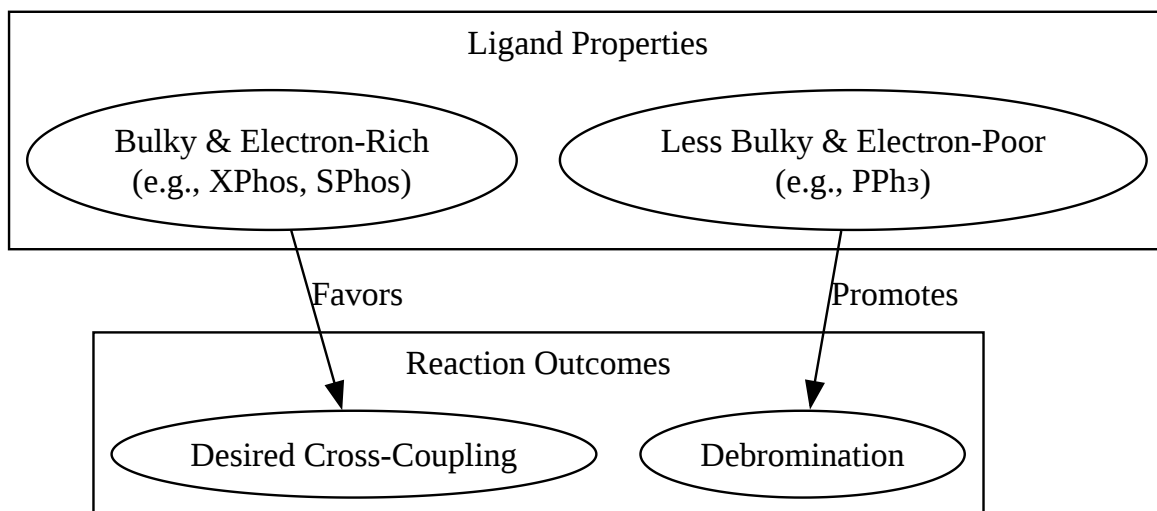 Ligand Properties
Bulky & Electron-Rich
(e.g., XPhos, SPhos)
Less Bulky & Electron-Poor
(e.g., PPh₃)
Favors
Promotes
Reaction Outcomes
Desired Cross-Coupling
Debromination